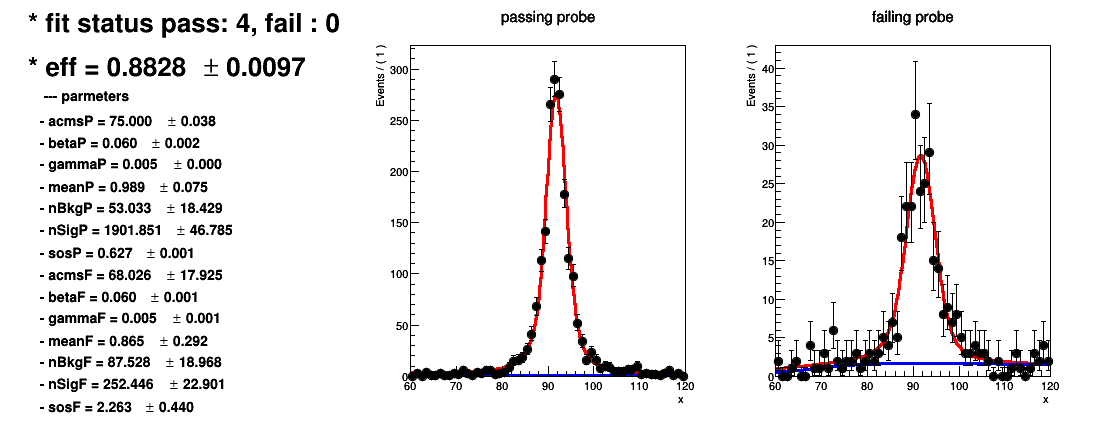 * fit status pass: 4, fail : 0
* eff = 0.8828 ± 0.0097
--- parmeters
- acmsP = 75.000 ± 0.038
- betaP = 0.060 ± 0.002
- gammaP = 0.005 ± 0.000
- meanP = 0.989 ± 0.075
- nBkgP = 53.033 ± 18.429
- nSigP = 1901.851 ± 46.785
- sosP = 0.627 ± 0.001
- acmsF = 68.026 ± 17.925
- betaF = 0.060 ± 0.001
- gammaF = 0.005 ± 0.001
- meanF = 0.865 ± 0.292
- nBkgF = 87.528 ± 18.968
- nSigF = 252.446 ± 22.901
- sosF = 2.263 ± 0.440
passing probe
Events / ( 1 )
300
200
150
100
50
0
60 70 80 90 100 110 120
x
failing probe
Events / ( 1 )
40
35
30
25
20
15
10
5
0
60 70 80 90 100 110 120
x